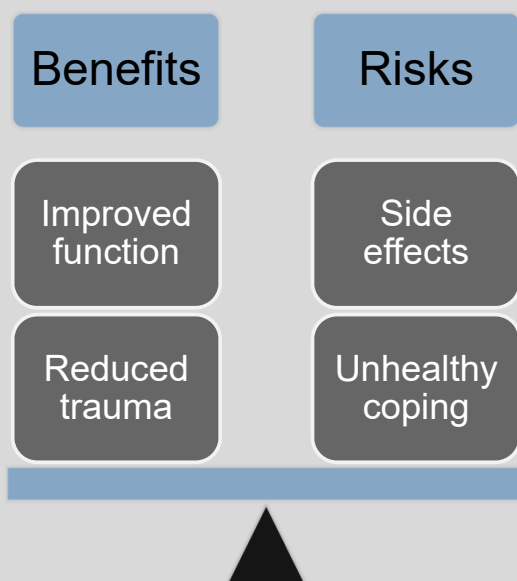 Benefits
Risks
Improved
function
Side
effects
Reduced
trauma
Unhealthy
coping